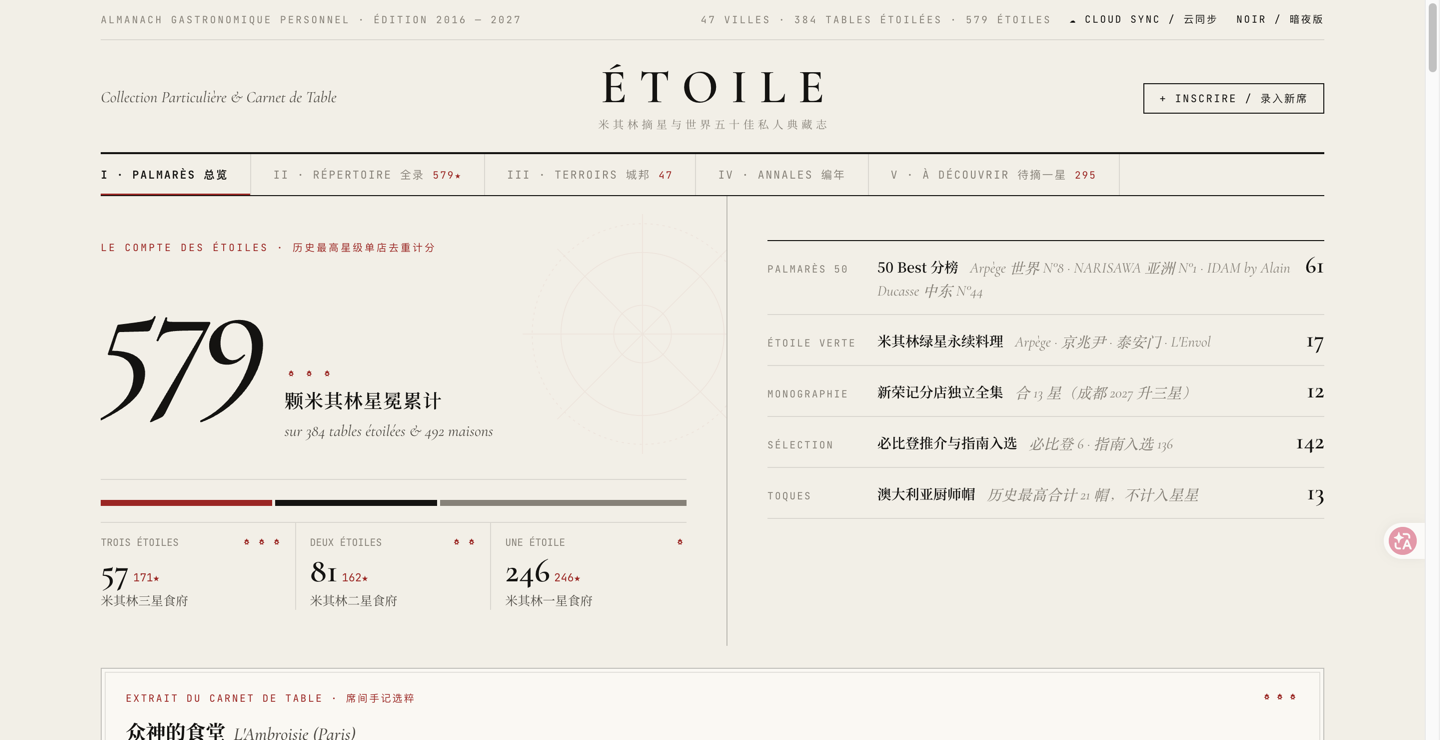 ALMANACH GASTRONOMIQUE PERSONNEL · ÉDITION 2016 — 2027
47 VILLES · 384 TABLES ÉTOILÉES · 579 ÉTOILES
☁ CLOUD SYNC / 云同步
NOIR / 暗夜版
Collection Particulière & Carnet de Table
ÉTOILE
米其林摘星与世界五十佳私人典藏志
+ INSCRIRE / 录入新席
I · PALMARÈS 总览
II · RÉPERTOIRE 全录 579★
III · TERROIRS 城邦 47
IV · ANNALES 编年
V · À DÉCOUVRIR 待摘一星 295
LE COMPTE DES ÉTOILES · 历史最高星级单店去重计分
579
颗米其林星冕累计
sur 384 tables étoilées & 492 maisons
TROIS ÉTOILES
57 171★
米其林三星食府
DEUX ÉTOILES
81 162★
米其林二星食府
UNE ÉTOILE
246 246★
米其林一星食府
PALMARÈS 50
50 Best 分榜 Arpège 世界 Nº8 · NARISAWA 亚洲 Nº1 · IDAM by Alain
Ducasse 中东 Nº44
61
ÉTOILE VERTE
米其林绿星永续料理 Arpège · 京兆尹 · 泰安门 · L'Envol
17
MONOGRAPHIE
新荣记分店独立全集 合 13 星（成都 2027 升三星）
12
SÉLECTION
必比登推介与指南入选 必比登 6 · 指南入选 136
142
TOQUES
澳大利亚厨师帽 历史最高合计 21 帽，不计入星星
13
EXTRAIT DU CARNET DE TABLE · 席间手记选粹
众神的食堂 L'Ambroisie (Paris)